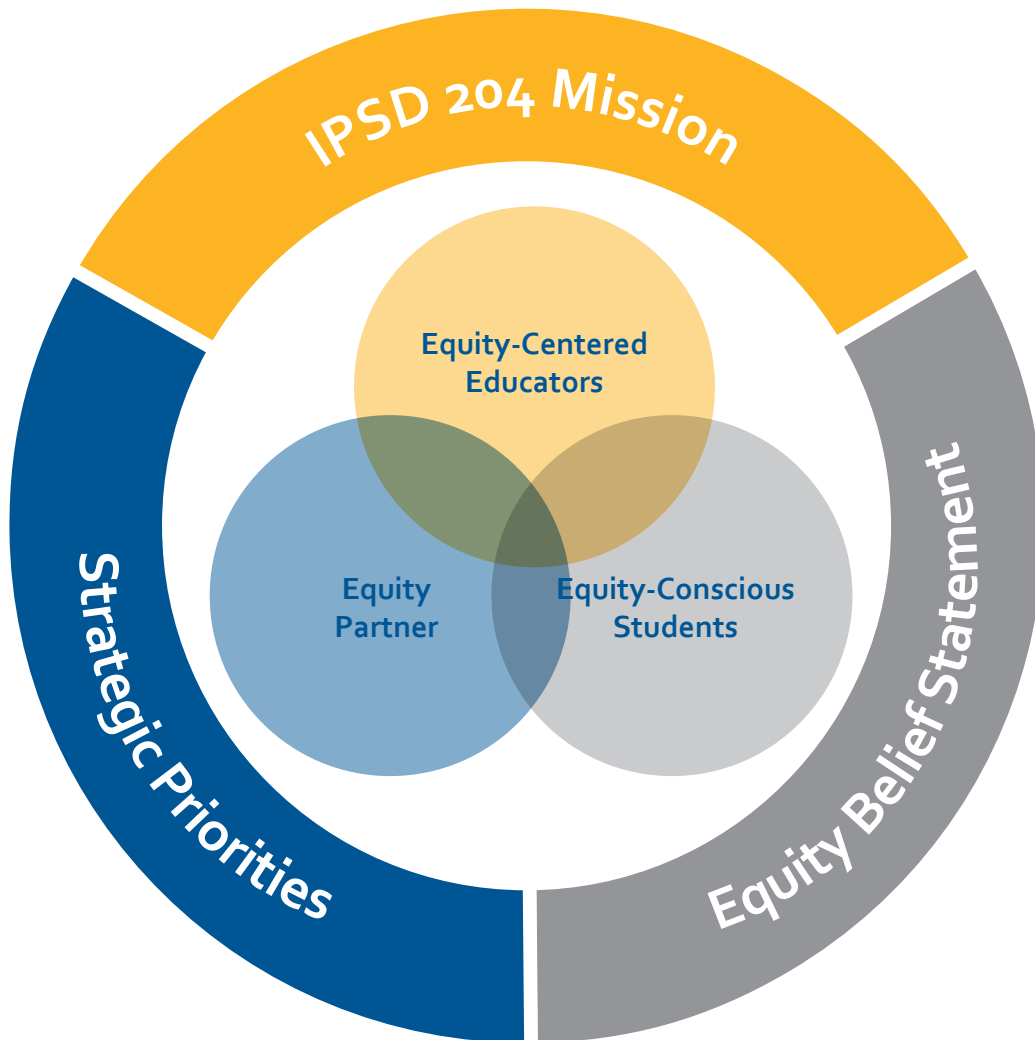 IPSD 204 Mission
Equity-Centered
Educators
Equity
Partner
Equity-Conscious
Students
Strategic Priorities
Equity Belief Statement